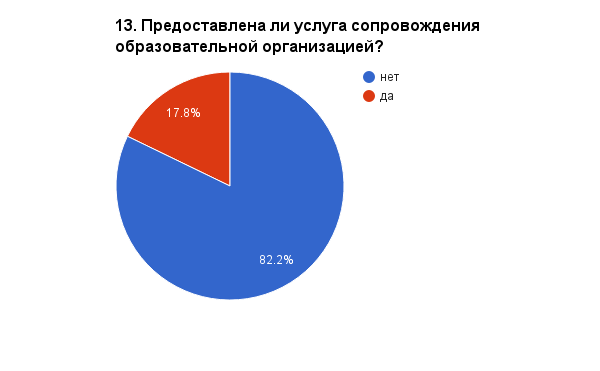 13. Предоставлена ли услуга сопровождения
образовательной организацией?
нет
да
17.8%
82.2%